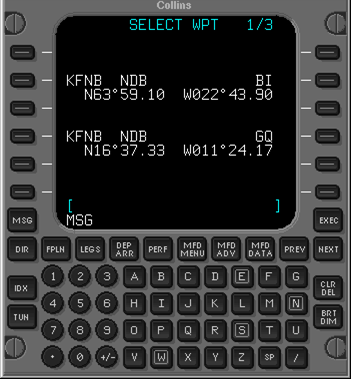 Collins
SELECT WPT 1/3
KFNB NDB BI
N63°59.10 W022°43.90
KFNB NDB GQ
N16°37.33 W011°24.17
[ ]
MSG
MSG EXEC
DIR FPLN LEGS DEP ARR PERF MFD MENU MFD ADV MFD DATA PREV NEXT
1 2 3 A B C D E F G
IDX 4 5 6 H I J K L M N CLR DEL
TUN 7 8 9 O P Q R S T U BRT DIM
. 0 +/- V W X Y Z SP /